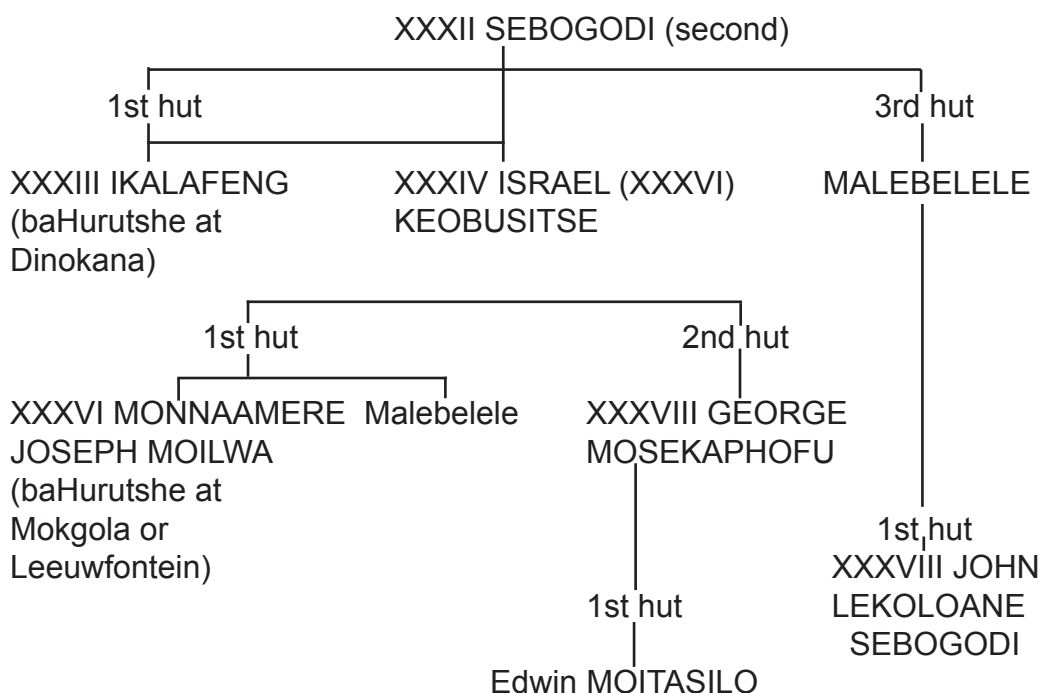 XXXII SEBOGODI (second)
1st hut
3rd hut
XXXIII IKALAFENG
(baHurutshe at
Dinokana)
XXXIV ISRAEL (XXXVI)
KEOBUSITSE
MALEBELELE
1st hut
2nd hut
XXXVI MONNAAMERE
JOSEPH MOILWA
(baHurutshe at
Mokgola or
Leeuwfontein)
Malebelele
XXXVIII GEORGE
MOSEKAPHOFU
1st hut
XXXVIII JOHN
LEKOLOANE
SEBOGODI
1st hut
Edwin MOITASILO